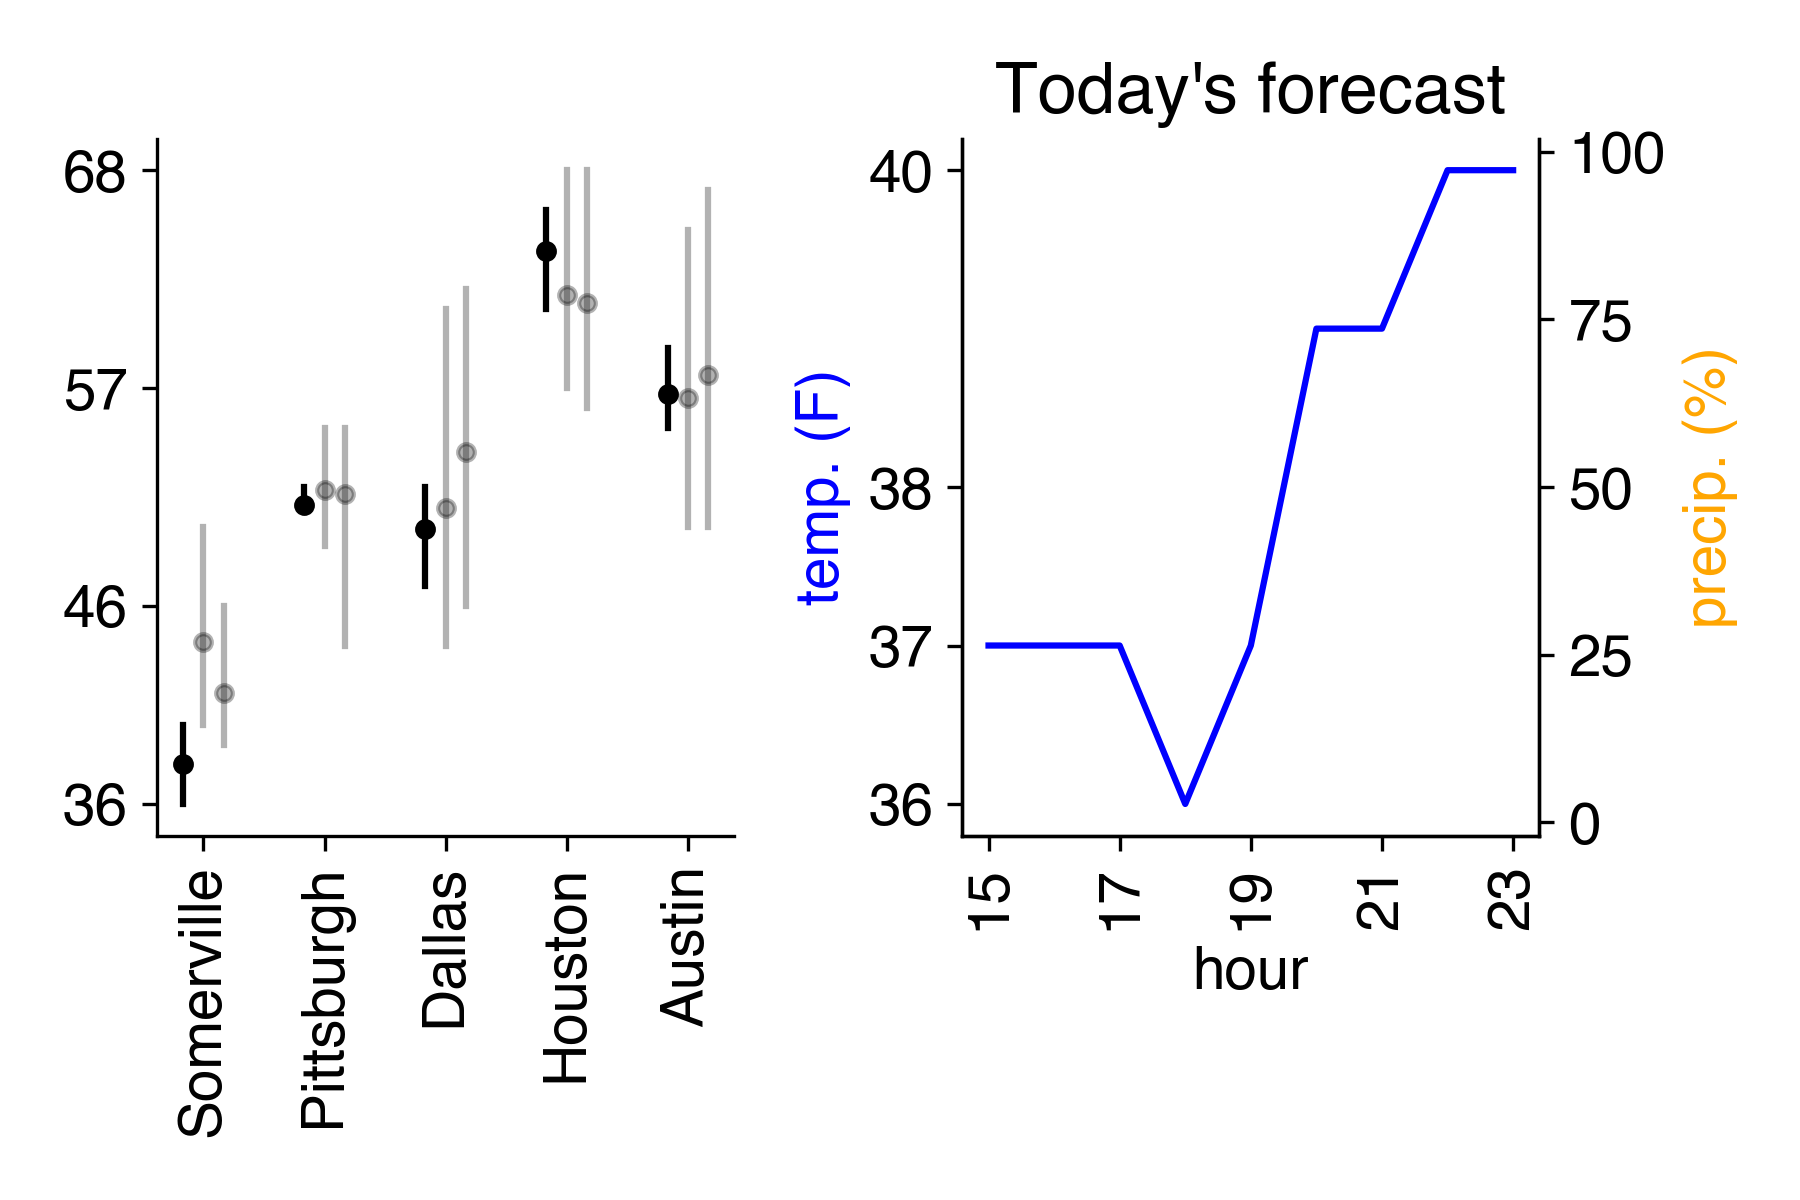 Today's forecast
68
57
46
36
Somerville
Pittsburgh
Dallas
Houston
Austin
temp. (F)
40
38
37
36
15
17
19
21
23
hour
100
75
50
25
0
precip. (%)